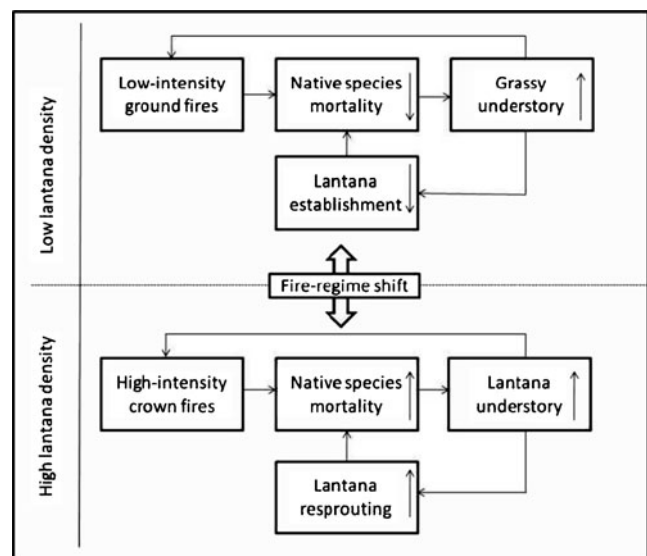 Low lantana density
Low-intensity
ground fires
Native species
mortality
Grassy
understory
Lantana
establishment
Fire-regime shift
High lantana density
High-intensity
crown fires
Native species
mortality
Lantana
understory
Lantana
resprouting